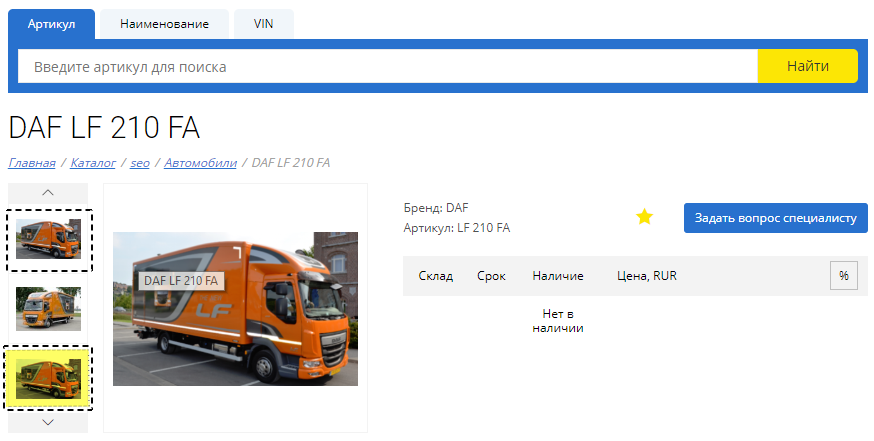 Артикул Наименование VIN
Введите артикул для поиска Найти
DAF LF 210 FA
Главная / Каталог / seo / Автомобили / DAF LF 210 FA
Бренд: DAF
Артикул: LF 210 FA
Задать вопрос специалисту
DAF LF 210 FA
LF
Склад Срок Наличие Цена, RUR %
Нет в
наличии